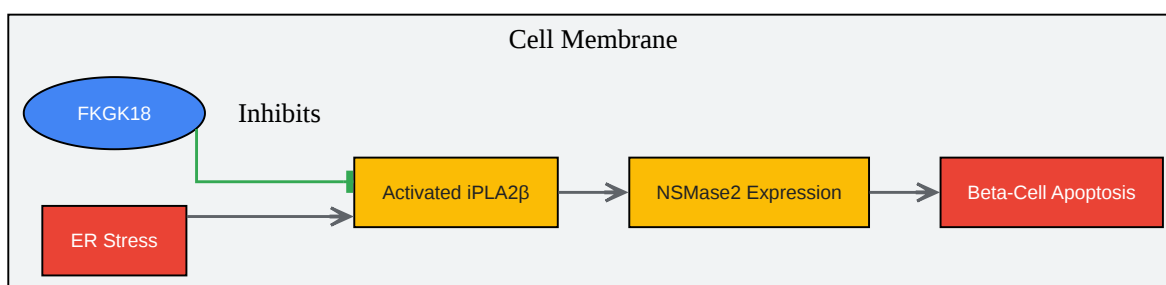 Cell Membrane
FKGK18
Inhibits
Activated iPLA2β
NSMase2 Expression
Beta-Cell Apoptosis
ER Stress